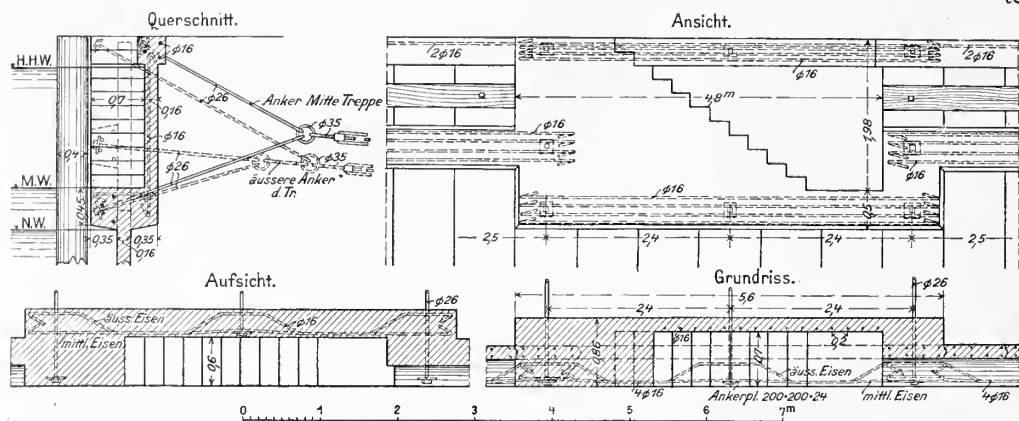 Querschnitt.
H.H.W.
M.W.
N.W.
ϕ16
0,7
0,16
ϕ16
0,4
0,45
0,35
0,35
0,16
ϕ26
Anker Mitte Treppe
ϕ35
ϕ26
ϕ35
äussere Anker
d. Tr.
Ansicht.
2ϕ16
ϕ16
2ϕ16
4,8m
ϕ16
1,98
ϕ16
ϕ16
0,5
2,5
2,4
2,4
2,5
Aufsicht.
ϕ26
äuss. Eisen
ϕ16
mittl. Eisen
0,6
Grundriss.
ϕ26
5,6
2,4
2,4
0,86
ϕ16
0,7
0,2
äuss. Eisen
4ϕ16
Ankerpl. 200·200·24
mittl. Eisen
4ϕ16
0 1 2 3 4 5 6 7m